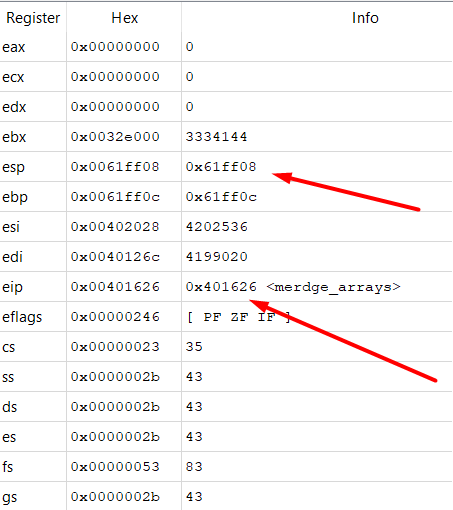 Register Hex Info
eax 0x00000000 0
ecx 0x00000000 0
edx 0x00000000 0
ebx 0x0032e000 3334144
esp 0x0061ff08 0x61ff08
ebp 0x0061ff0c 0x61ff0c
esi 0x00402028 4202536
edi 0x0040126c 4199020
eip 0x00401626 0x401626 <merdge_arrays>
eflags 0x00000246 [ PF ZF IF ]
cs 0x00000023 35
ss 0x0000002b 43
ds 0x0000002b 43
es 0x0000002b 43
fs 0x00000053 83
gs 0x0000002b 43